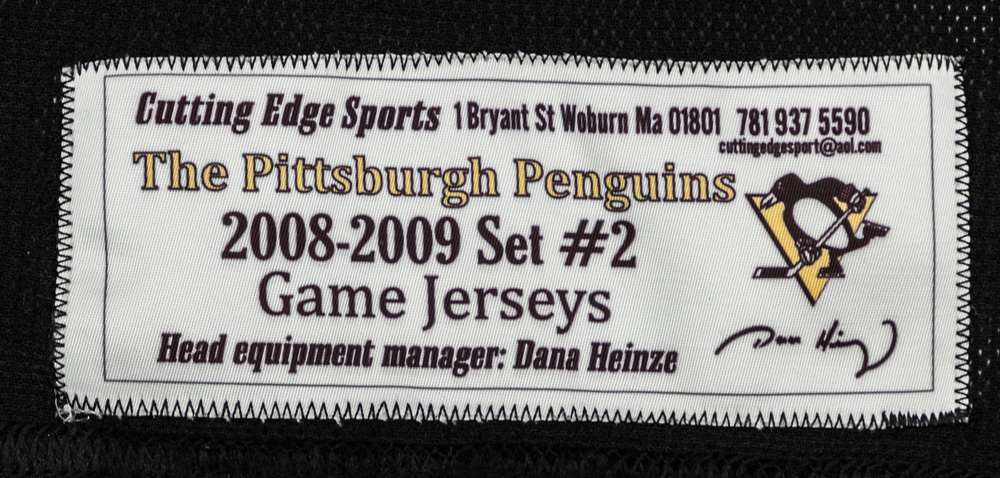 Cutting Edge Sports 1 Bryant St Woburn Ma 01801 781 937 5590
cuttingedgesport@aol.com
The Pittsburgh Penguins
2008-2009 Set #2
Game Jerseys
Head equipment manager: Dana Heinze